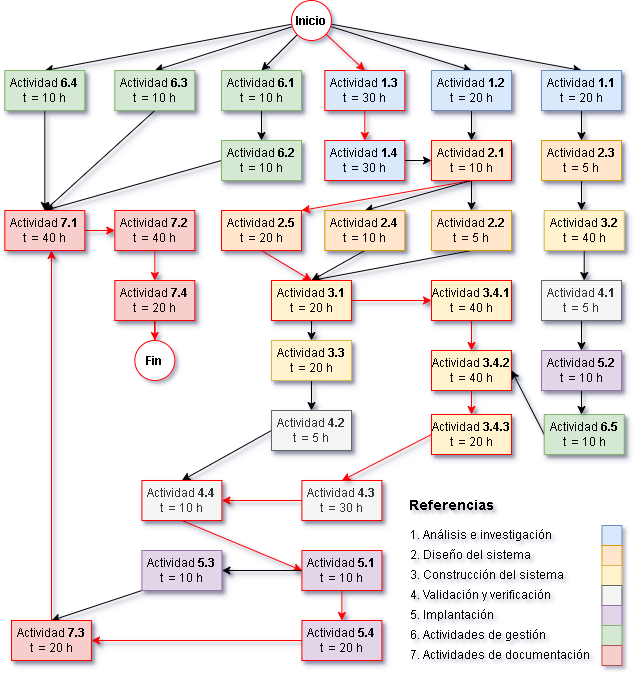 Inicio
Actividad 6.4
t = 10 h
Actividad 6.3
t = 10 h
Actividad 6.1
t = 10 h
Actividad 1.3
t = 30 h
Actividad 1.2
t = 20 h
Actividad 1.1
t = 20 h
Actividad 6.2
t = 10 h
Actividad 1.4
t = 30 h
Actividad 2.1
t = 10 h
Actividad 2.3
t = 5 h
Actividad 7.1
t = 40 h
Actividad 7.2
t = 40 h
Actividad 2.5
t = 20 h
Actividad 2.4
t = 10 h
Actividad 2.2
t = 5 h
Actividad 3.2
t = 40 h
Actividad 7.4
t = 20 h
Actividad 3.1
t = 20 h
Actividad 3.4.1
t = 40 h
Actividad 4.1
t = 5 h
Fin
Actividad 3.3
t = 20 h
Actividad 3.4.2
t = 40 h
Actividad 5.2
t = 10 h
Actividad 4.2
t = 5 h
Actividad 3.4.3
t = 20 h
Actividad 6.5
t = 10 h
Actividad 4.4
t = 10 h
Actividad 4.3
t = 30 h
Actividad 5.3
t = 10 h
Actividad 5.1
t = 10 h
Actividad 7.3
t = 20 h
Actividad 5.4
t = 20 h
Referencias
1. Análisis e investigación
2. Diseño del sistema
3. Construcción del sistema
4. Validación y verificación
5. Implantación
6. Actividades de gestión
7. Actividades de documentación